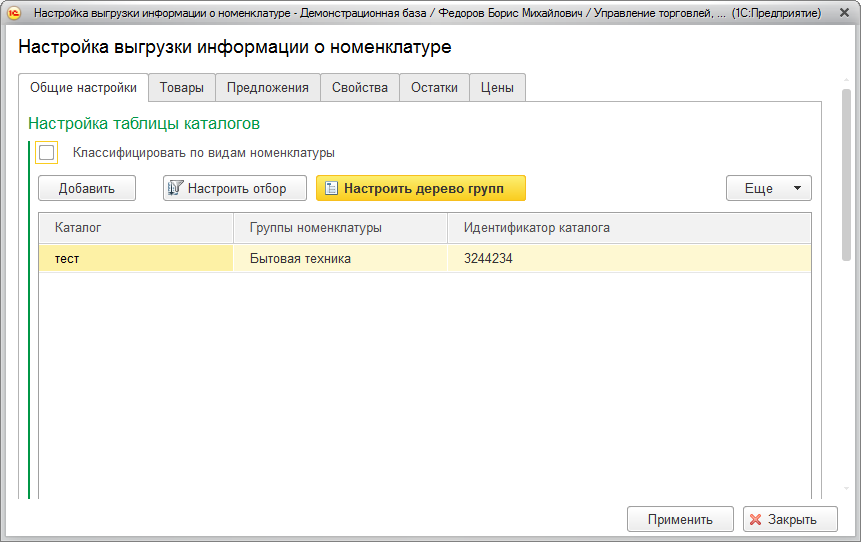 Настройка выгрузки информации о номенклатуре - Демонстрационная база / Федоров Борис Михайлович / Управление торговлей, ... (1С:Предприятие)
Настройка выгрузки информации о номенклатуре
Общие настройки Товары Предложения Свойства Остатки Цены
Настройка таблицы каталогов
Классифицировать по видам номенклатуры
Добавить Настроить отбор Настроить дерево групп Еще
Каталог Группы номенклатуры Идентификатор каталога
тест Бытовая техника 3244234
Применить Закрыть